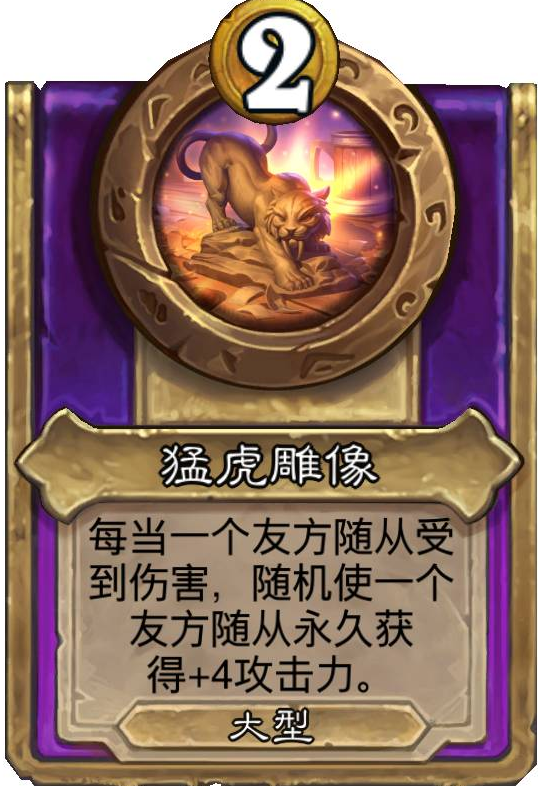 2
猛虎雕像
每当一个友方随从受
到伤害，随机使一个
友方随从永久获
得+4攻击力。
大型